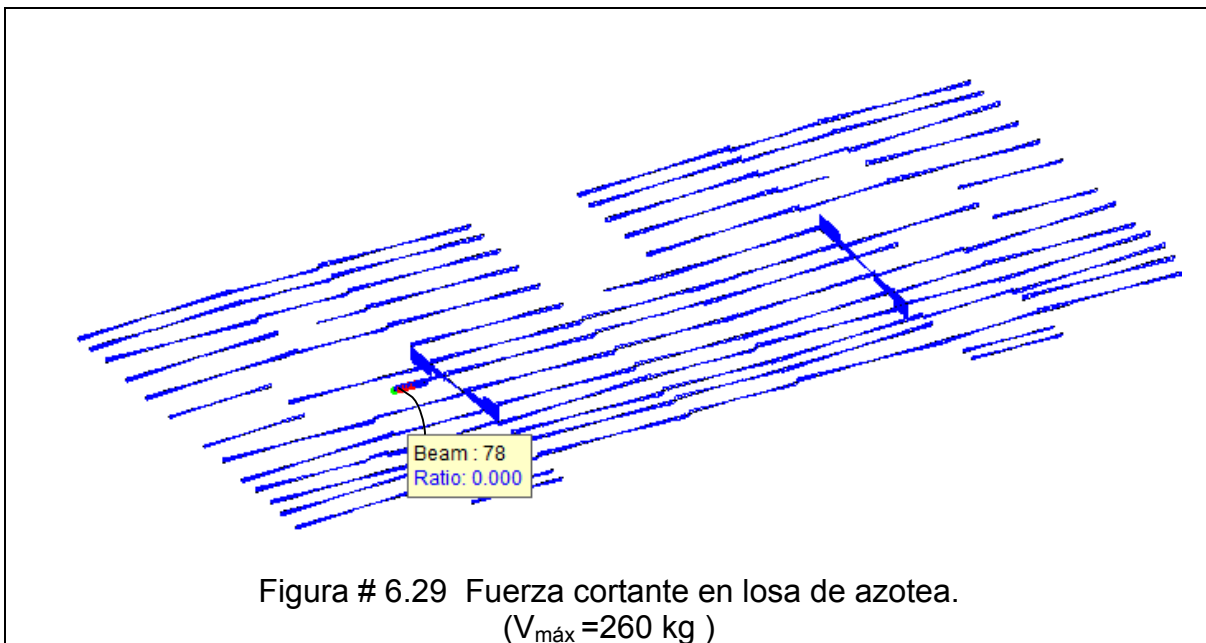 Beam : 78
Ratio: 0.000
Figura # 6.29 Fuerza cortante en losa de azotea.
(Vmáx =260 kg )